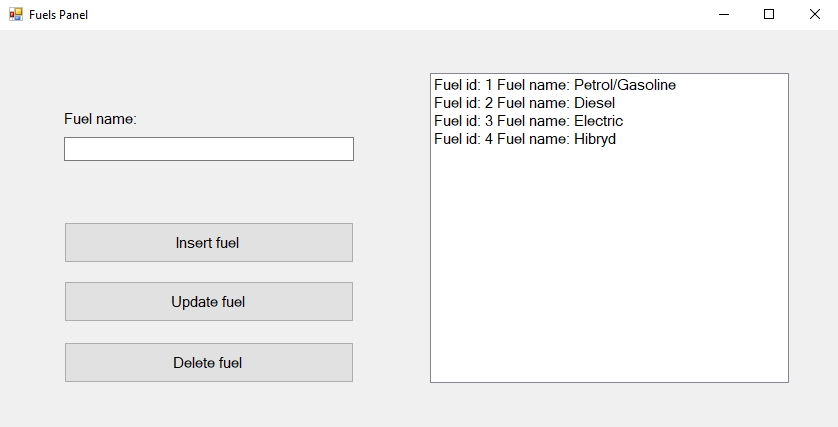 Fuels Panel
Fuel name:
Insert fuel
Update fuel
Delete fuel
Fuel id: 1 Fuel name: Petrol/Gasoline
Fuel id: 2 Fuel name: Diesel
Fuel id: 3 Fuel name: Electric
Fuel id: 4 Fuel name: Hibryd